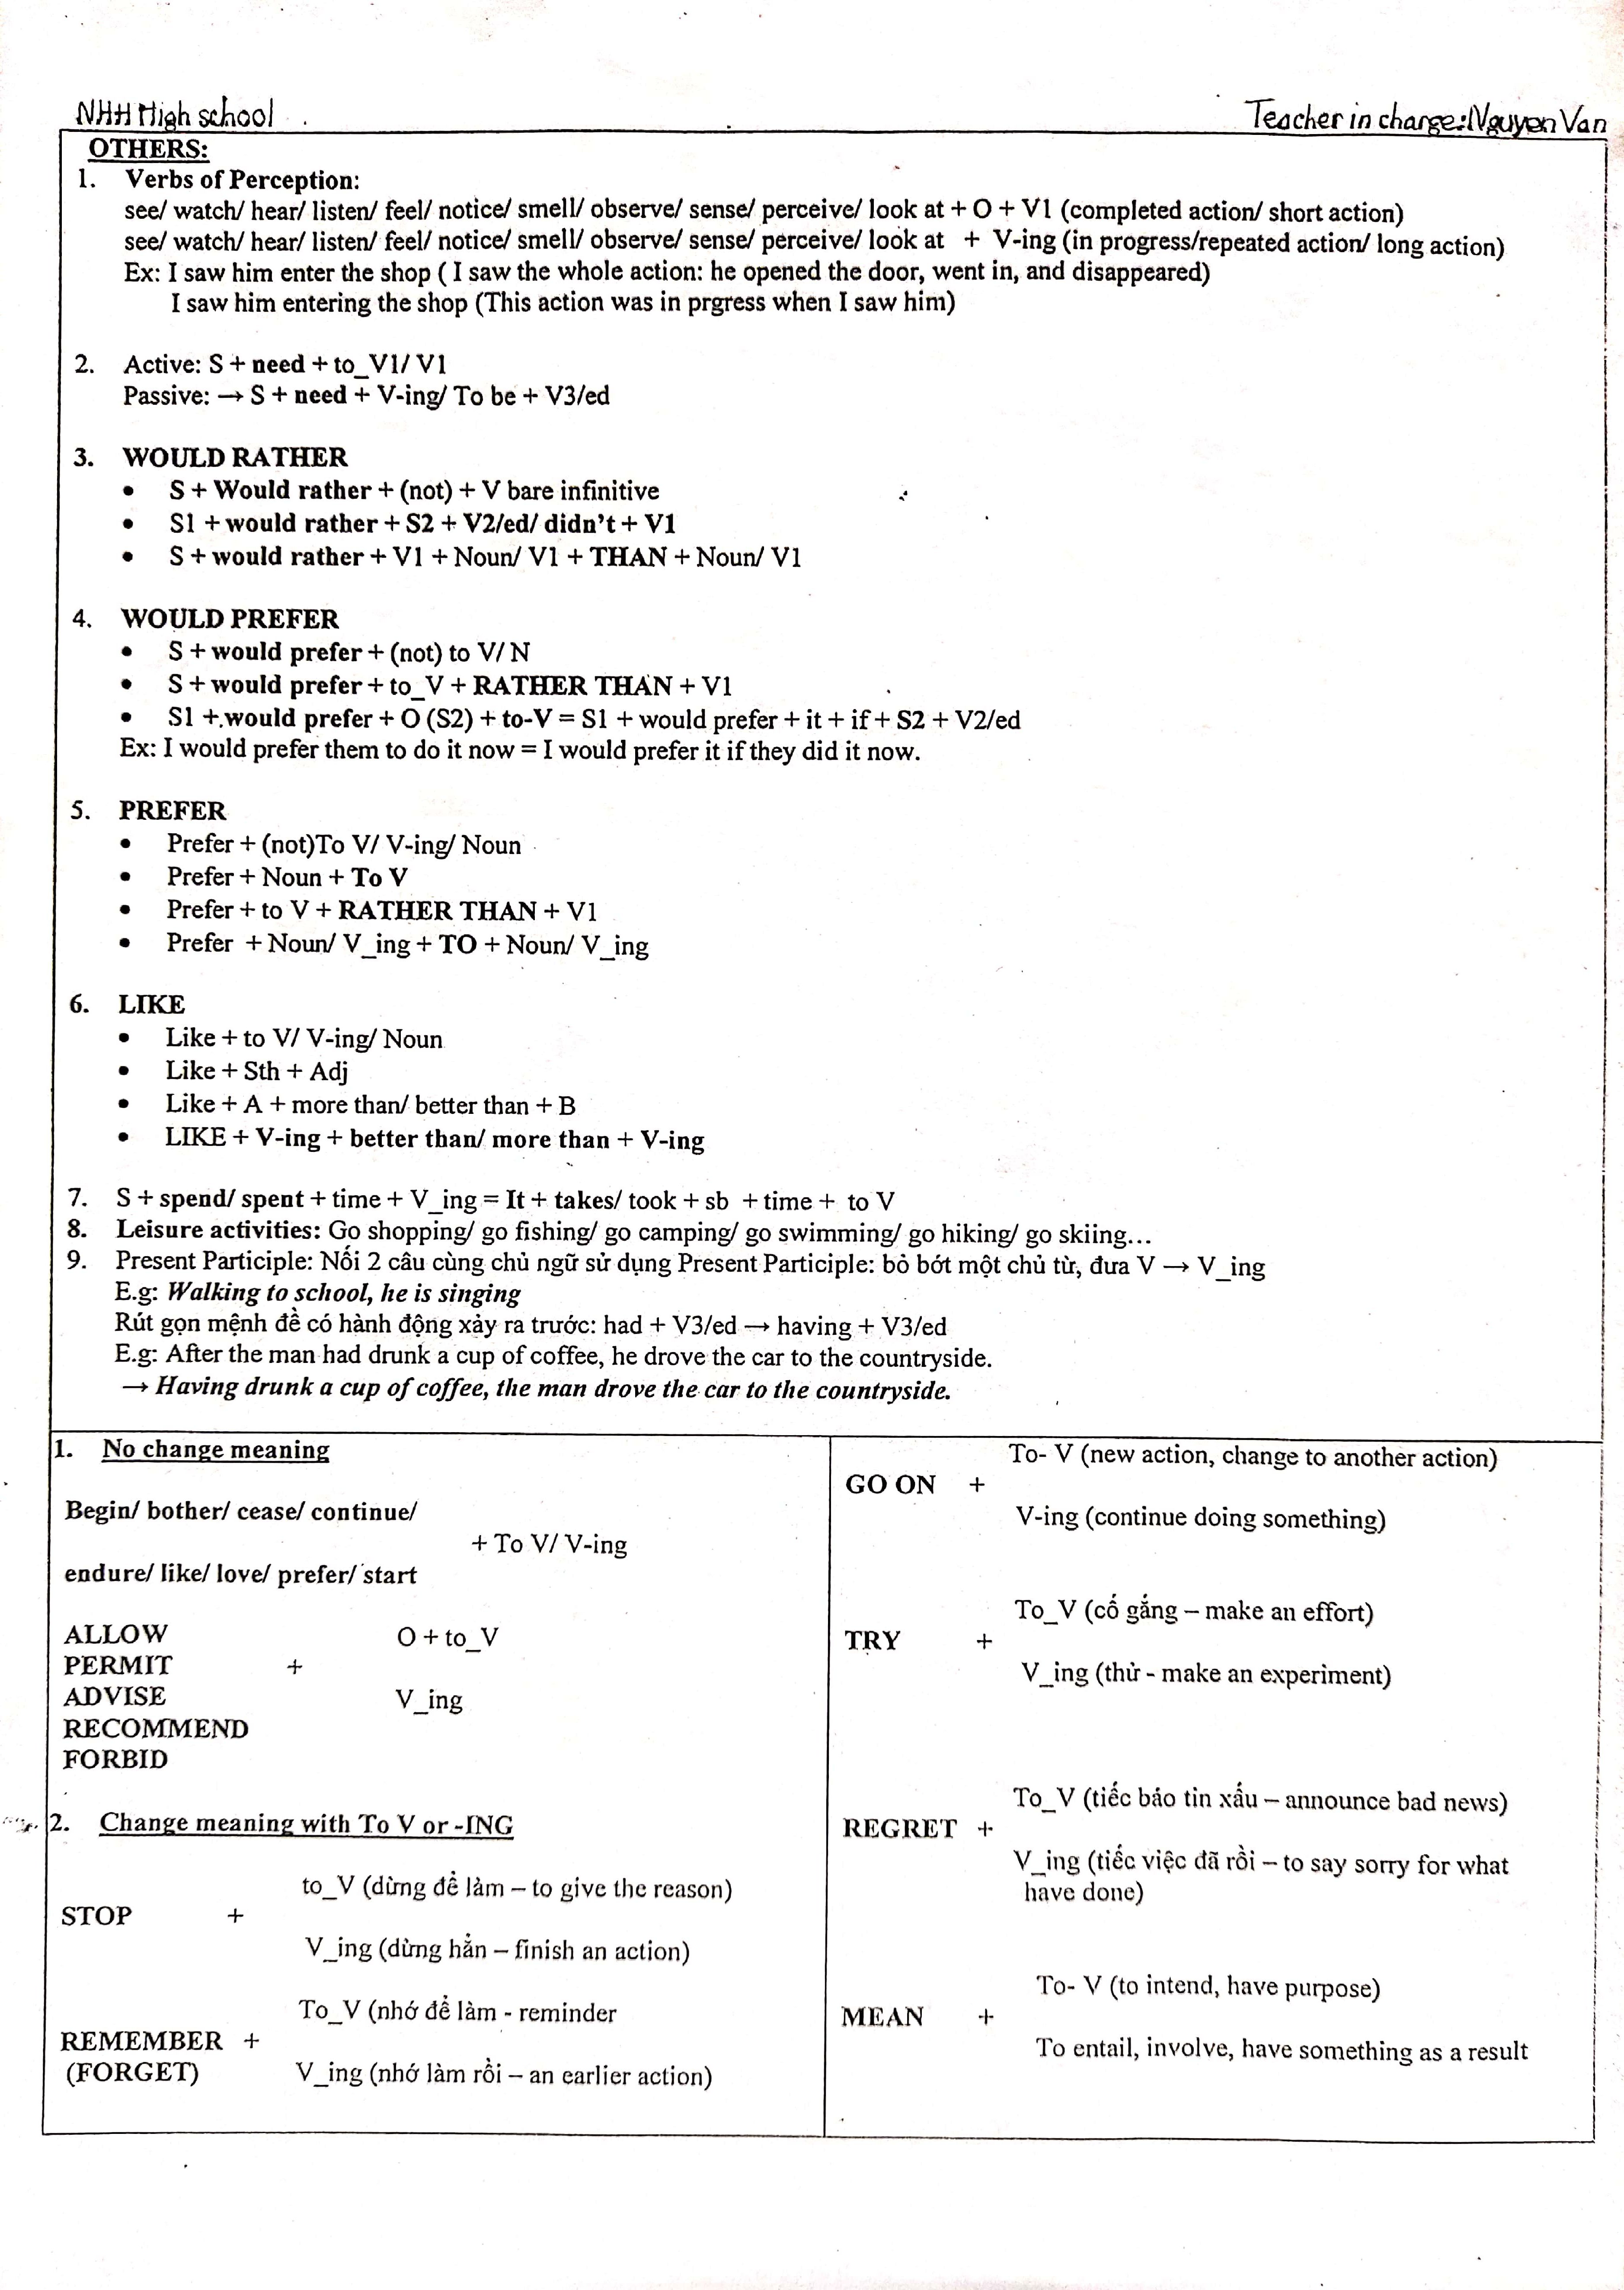 NHH High school
Teacher in charge: Nguyen Van
OTHERS:
1. Verbs of Perception:
see/ watch/ hear/ listen/ feel/ notice/ smell/ observe/ sense/ perceive/ look at + O + V1 (completed action/ short action)
see/ watch/ hear/ listen/ feel/ notice/ smell/ observe/ sense/ perceive/ look at + V-ing (in progress/repeated action/ long action)
Ex: I saw him enter the shop ( I saw the whole action: he opened the door, went in, and disappeared)
I saw him entering the shop (This action was in prgress when I saw him)
2. Active: S + need + to_V1/ V1
Passive: → S + need + V-ing/ To be + V3/ed
3. WOULD RATHER
• S + Would rather + (not) + V bare infinitive
• S1 + would rather + S2 + V2/ed/ didn't + V1
• S + would rather + V1 + Noun/ V1 + THAN + Noun/ V1
4. WOULD PREFER
• S + would prefer + (not) to V/ N
• S + would prefer + to_V + RATHER THAN + V1
• S1 + would prefer + O (S2) + to-V = S1 + would prefer + it + if + S2 + V2/ed
Ex: I would prefer them to do it now = I would prefer it if they did it now.
5. PREFER
• Prefer + (not)To V/ V-ing/ Noun
• Prefer + Noun + To V
• Prefer + to V + RATHER THAN + V1
• Prefer + Noun/ V_ing + TO + Noun/ V_ing
6. LIKE
• Like + to V/ V-ing/ Noun
• Like + Sth + Adj
• Like + A + more than/ better than + B
• LIKE + V-ing + better than/ more than + V-ing
7. S + spend/ spent + time + V_ing = It + takes/ took + sb + time + to V
8. Leisure activities: Go shopping/ go fishing/ go camping/ go swimming/ go hiking/ go skiing...
9. Present Participle: Nối 2 câu cùng chủ ngữ sử dụng Present Participle: bỏ bớt một chủ từ, đưa V → V_ing
E.g: Walking to school, he is singing
Rút gọn mệnh đề có hành động xảy ra trước: had + V3/ed → having + V3/ed
E.g: After the man had drunk a cup of coffee, he drove the car to the countryside.
→ Having drunk a cup of coffee, the man drove the car to the countryside.
1. No change meaning
Begin/ bother/ cease/ continue/
+ To V/ V-ing
endure/ like/ love/ prefer/ start
ALLOW
O + to_V
PERMIT +
ADVISE
V_ing
RECOMMEND
FORBID
2. Change meaning with To V or -ING
to_V (dừng để làm – to give the reason)
STOP +
V_ing (dừng hẳn – finish an action)
To_V (nhớ để làm - reminder
REMEMBER +
(FORGET)
V_ing (nhớ làm rồi – an earlier action)
To- V (new action, change to another action)
GO ON +
V-ing (continue doing something)
To_V (cố gắng – make an effort)
TRY +
V_ing (thử - make an experiment)
To_V (tiếc báo tin xấu – announce bad news)
REGRET +
V_ing (tiếc việc đã rồi – to say sorry for what
have done)
To- V (to intend, have purpose)
MEAN +
To entail, involve, have something as a result